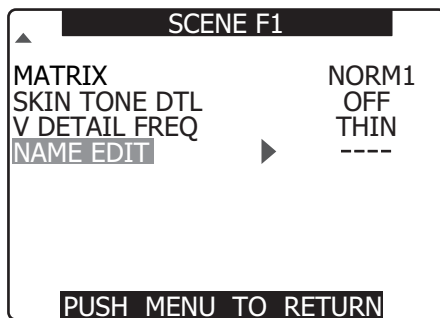 SCENE F1
MATRIX NORM1
SKIN TONE DTL OFF
V DETAIL FREQ THIN
NAME EDIT ----
PUSH MENU TO RETURN